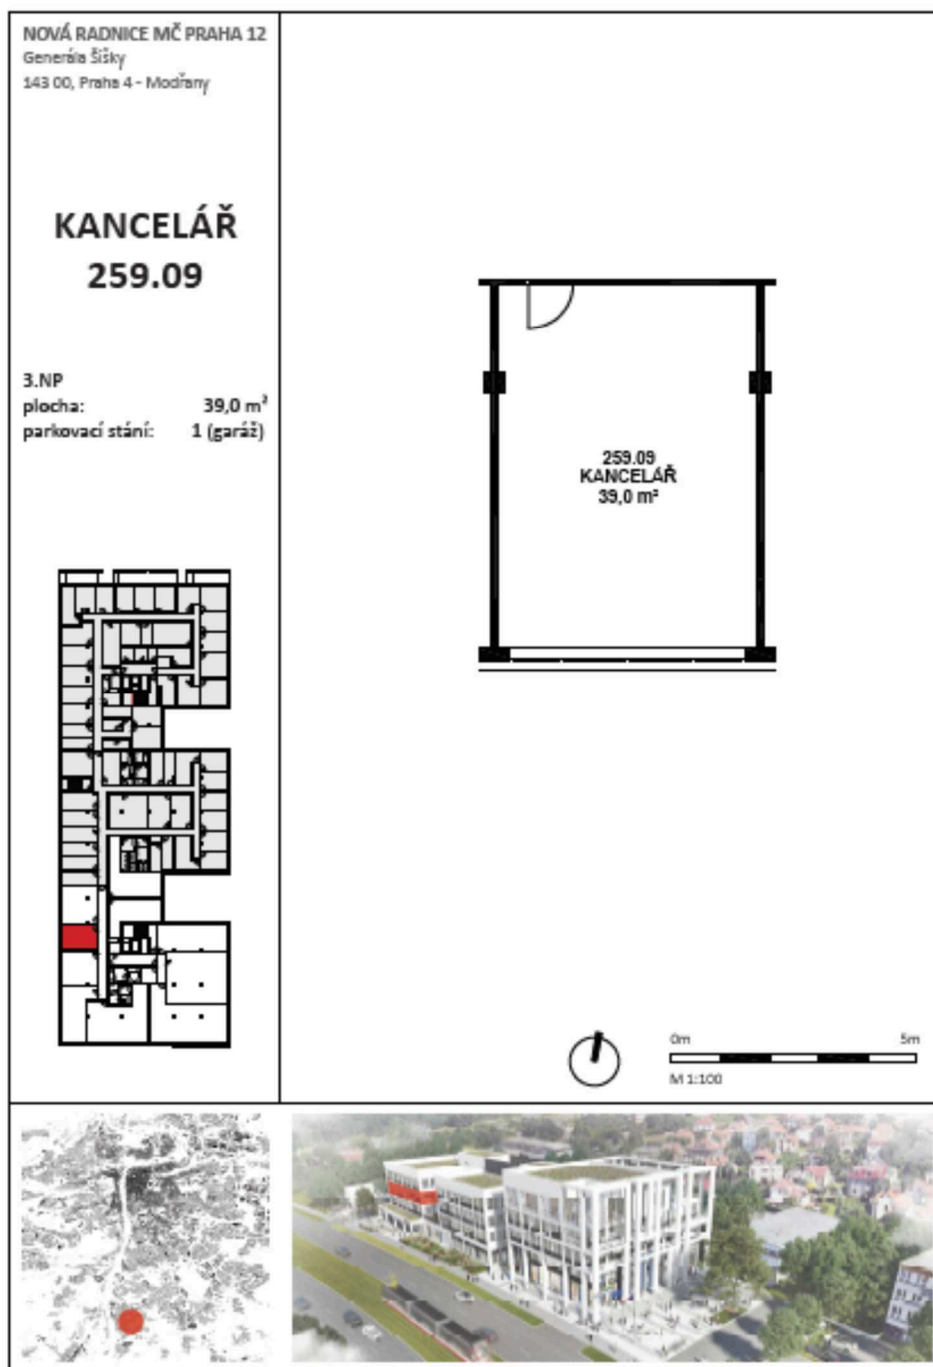 NOVÁ RADNICE MČ PRAHA 12
Generála Šišky
143 00, Praha 4 - Modřany
KANCELÁŘ
259.09
3.NP
plocha: 39,0 m²
parkovací stání: 1 (garáž)
259.09
KANCELÁŘ
39,0 m²
0m 5m
M 1:100